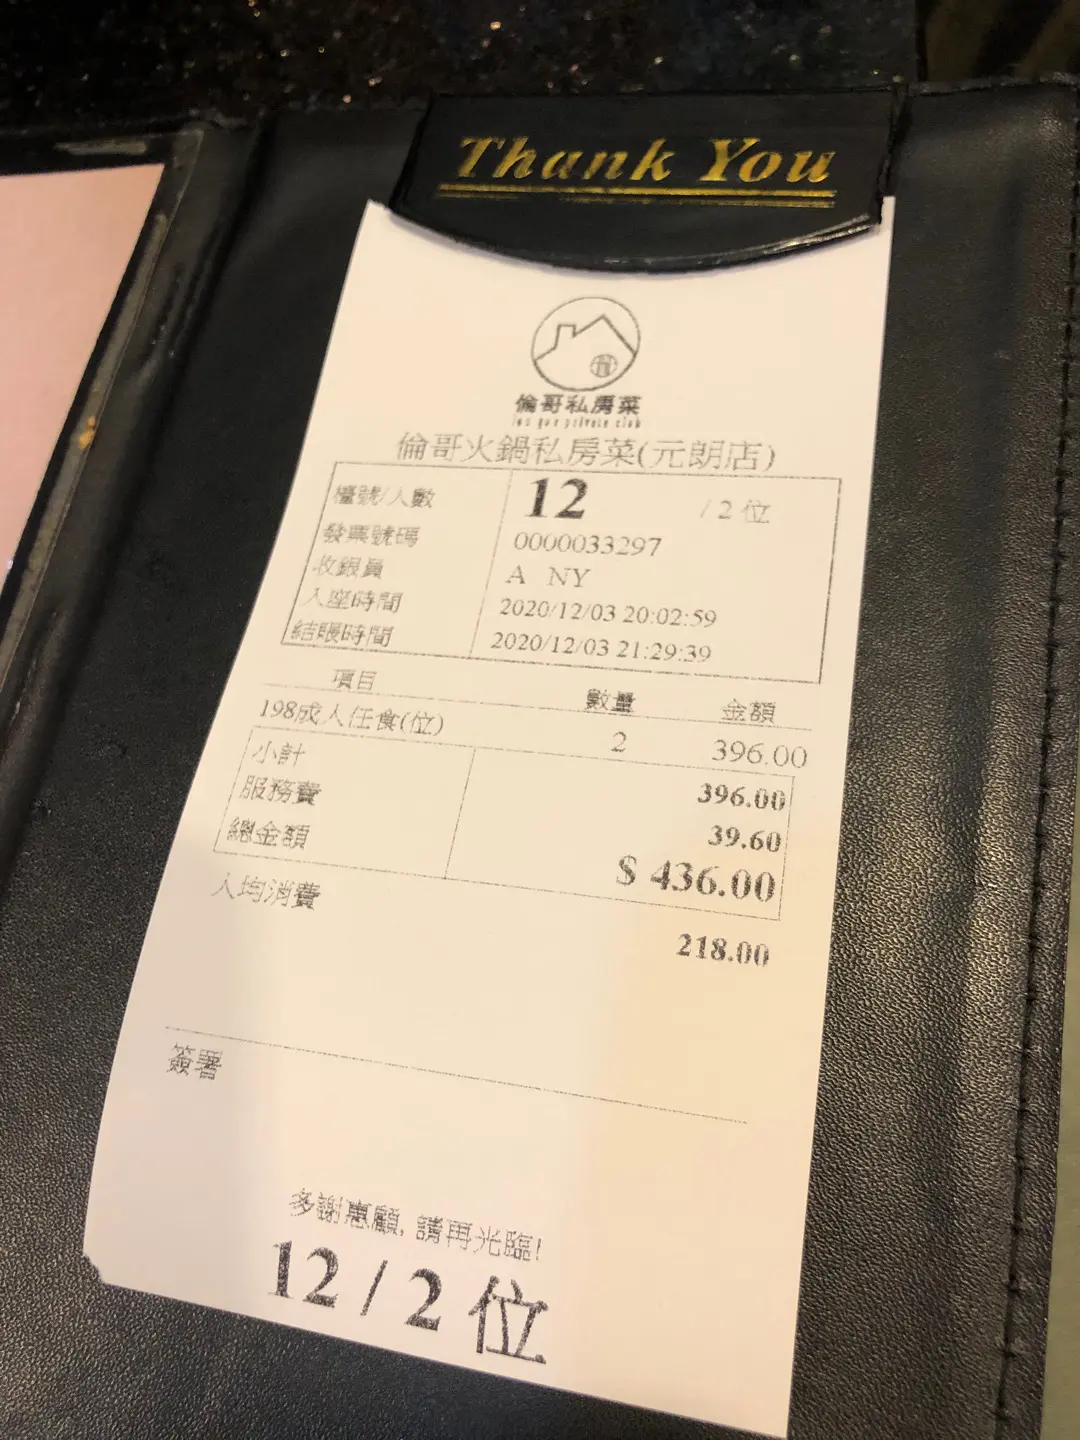 Thank You
倫哥私房菜
倫哥火鍋私房菜(元朗店)
檯號/人數 12 / 2 位
發票號碼 0000033297
收銀員 A NY
入座時間 2020/12/03 20:02:59
結賬時間 2020/12/03 21:29:39
項目 數量 金額
198成人任食(位) 2 396.00
小計 396.00
服務費 39.60
總金額 $ 436.00
人均消費 218.00
簽署
多謝惠顧, 請再光臨!
12 / 2 位